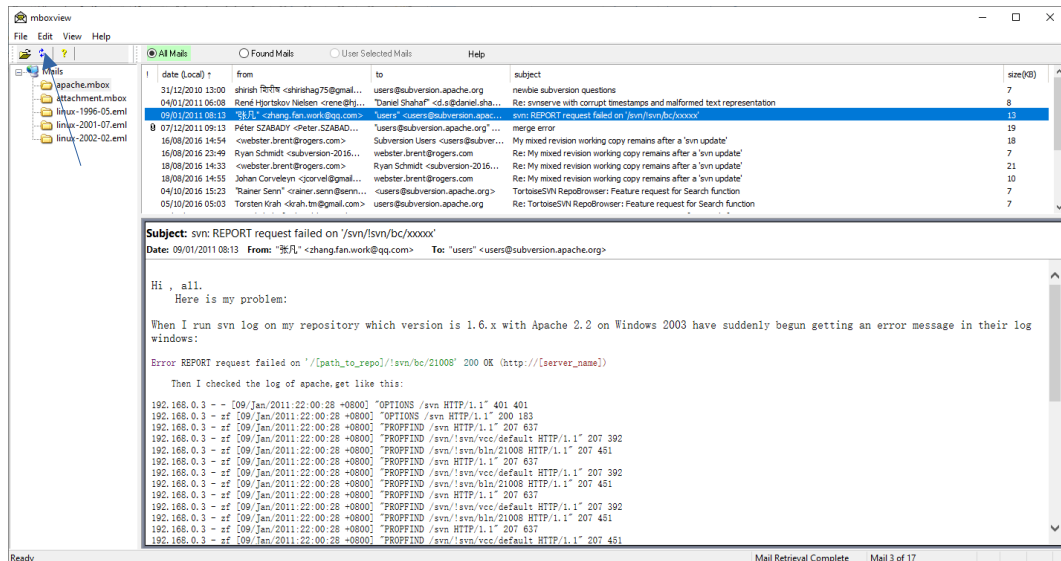 mboxview
File Edit View Help
?
All Mails Found Mails User Selected Mails Help
Mails
apache.mbox
attachment.mbox
linux-1996-05.eml
linux-2001-07.eml
linux-2002-02.eml
! date (Local) from to subject size(KB)
31/12/2010 13:00 shirish शिरीष <shirishag75@gmail... users@subversion.apache.org newbie subversion questions 7
04/01/2011 06:08 René Hjortskov Nielsen <rene@hj... "Daniel Shahaf" <d.s@daniel.sha... Re: svnserve with corrupt timestamps and malformed text representation 8
09/01/2011 08:13 "张凡" <zhang.fan.work@qq.com> "users" <users@subversion.apac... svn: REPORT request failed on '/svn/!svn/bc/xxxxx' 13
07/12/2011 09:13 Péter SZABADY <Peter.SZABAD... "users@subversion.apache.org" ... merge error 19
16/08/2016 14:54 <webster.brent@rogers.com> Subversion Users <users@subver... My mixed revision working copy remains after a 'svn update' 18
16/08/2016 23:49 Ryan Schmidt <subversion-2016... webster.brent@rogers.com Re: My mixed revision working copy remains after a 'svn update' 7
18/08/2016 14:33 <webster.brent@rogers.com> Ryan Schmidt <subversion-2016... Re: My mixed revision working copy remains after a 'svn update' 21
18/08/2016 14:55 Johan Corveleyn <jcorvel@gmail... webster.brent@rogers.com Re: My mixed revision working copy remains after a 'svn update' 10
04/10/2016 15:23 "Rainer Senn" <rainer.senn@senn... <users@subversion.apache.org> TortoiseSVN RepoBrowser: Feature request for Search function 7
05/10/2016 05:03 Torsten Krah <krah.tm@gmail.com> users@subversion.apache.org Re: TortoiseSVN RepoBrowser: Feature request for Search function 7
Subject: svn: REPORT request failed on '/svn/!svn/bc/xxxxx'
Date: 09/01/2011 08:13 From: "张凡" <zhang.fan.work@qq.com> To: "users" <users@subversion.apache.org>
Hi , all.
Here is my problem:
When I run svn log on my repository which version is 1.6.x with Apache 2.2 on Windows 2003 have suddenly begun getting an error message in their log
windows:
Error REPORT request failed on '/[path_to_repo]/!svn/bc/21008' 200 OK (http://[server_name])
Then I checked the log of apache,get like this:
192.168.0.3 - - [09/Jan/2011:22:00:28 +0800] "OPTIONS /svn HTTP/1.1" 401 401
192.168.0.3 - zf [09/Jan/2011:22:00:28 +0800] "OPTIONS /svn HTTP/1.1" 200 183
192.168.0.3 - zf [09/Jan/2011:22:00:28 +0800] "PROPFIND /svn HTTP/1.1" 207 637
192.168.0.3 - zf [09/Jan/2011:22:00:28 +0800] "PROPFIND /svn/!svn/vcc/default HTTP/1.1" 207 392
192.168.0.3 - zf [09/Jan/2011:22:00:28 +0800] "PROPFIND /svn/!svn/bln/21008 HTTP/1.1" 207 451
192.168.0.3 - zf [09/Jan/2011:22:00:28 +0800] "PROPFIND /svn HTTP/1.1" 207 637
192.168.0.3 - zf [09/Jan/2011:22:00:28 +0800] "PROPFIND /svn/!svn/vcc/default HTTP/1.1" 207 392
192.168.0.3 - zf [09/Jan/2011:22:00:28 +0800] "PROPFIND /svn/!svn/bln/21008 HTTP/1.1" 207 451
192.168.0.3 - zf [09/Jan/2011:22:00:28 +0800] "PROPFIND /svn HTTP/1.1" 207 637
192.168.0.3 - zf [09/Jan/2011:22:00:28 +0800] "PROPFIND /svn/!svn/vcc/default HTTP/1.1" 207 392
192.168.0.3 - zf [09/Jan/2011:22:00:28 +0800] "PROPFIND /svn/!svn/bln/21008 HTTP/1.1" 207 451
192.168.0.3 - zf [09/Jan/2011:22:00:28 +0800] "PROPFIND /svn HTTP/1.1" 207 637
192.168.0.3 - zf [09/Jan/2011:22:00:28 +0800] "PROPFIND /svn/!svn/vcc/default HTTP/1.1" 207 451
Ready Mail Retrieval Complete Mail 3 of 17